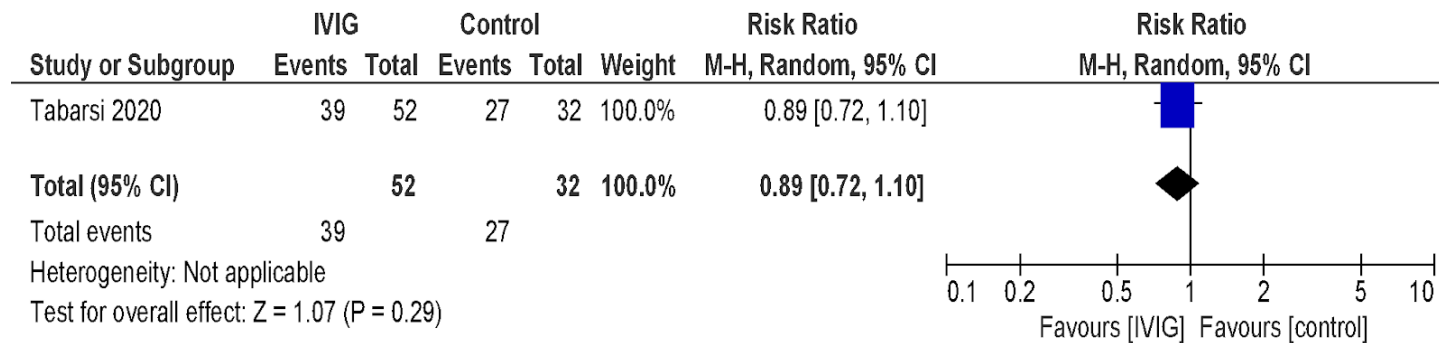 IVIG Control Risk Ratio Risk Ratio
Study or Subgroup Events Total Events Total Weight M-H, Random, 95% CI M-H, Random, 95% CI
Tabarsi 2020 39 52 27 32 100.0% 0.89 [0.72, 1.10]
Total (95% CI) 52 32 100.0% 0.89 [0.72, 1.10]
Total events 39 27
Heterogeneity: Not applicable
Test for overall effect: Z = 1.07 (P = 0.29)
0.1 0.2 0.5 1 2 5 10
Favours [IVIG] Favours [control]